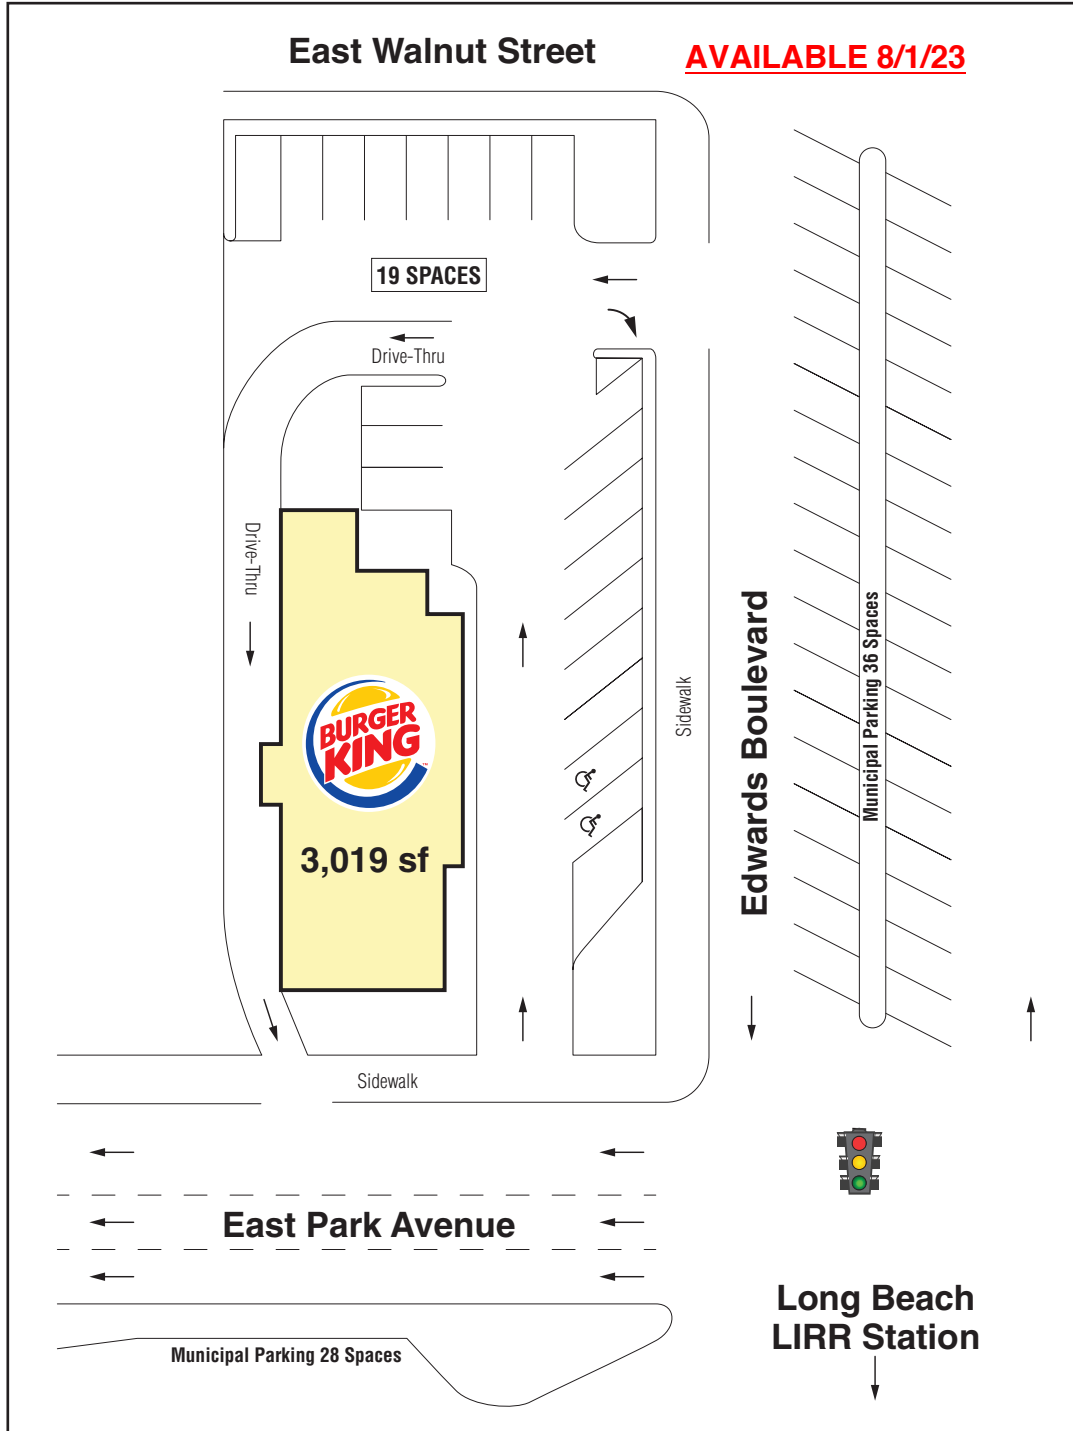 East Walnut Street
AVAILABLE 8/1/23
19 SPACES
Drive-Thru
Drive-Thru
BURGER
KING
™
3,019 sf
Sidewalk
Edwards Boulevard
Municipal Parking 36 Spaces
Sidewalk
East Park Avenue
Long Beach
LIRR Station
Municipal Parking 28 Spaces